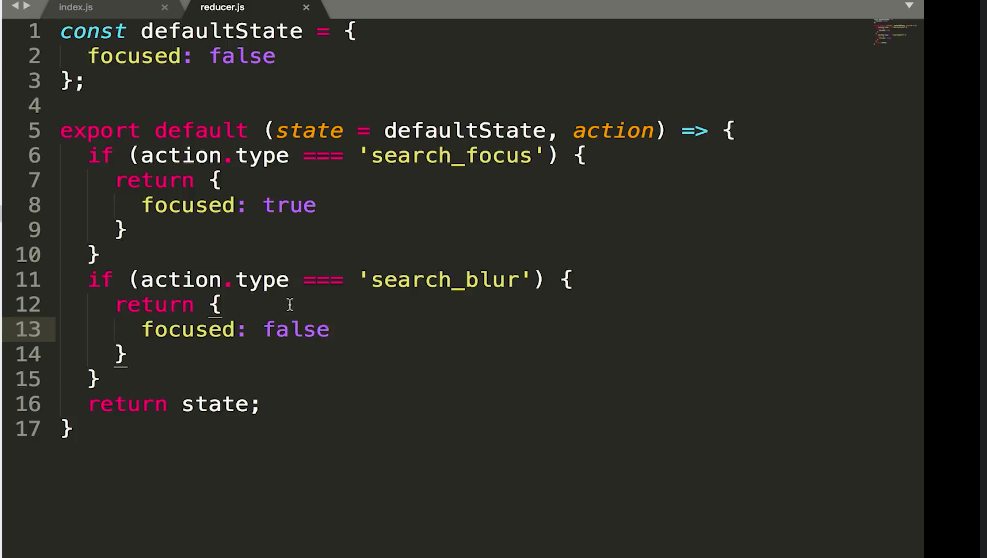 index.js
reducer.js
1 const defaultState = {
2   focused: false
3 };
4
5 export default (state = defaultState, action) => {
6   if (action.type === 'search_focus') {
7     return {
8       focused: true
9     }
10   }
11   if (action.type === 'search_blur') {
12     return {
13       focused: false
14     }
15   }
16   return state;
17 }